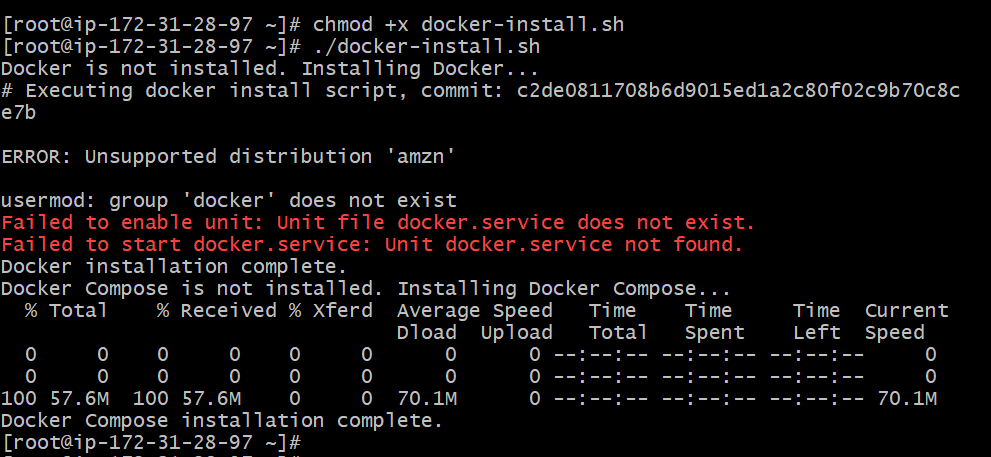 [root@ip-172-31-28-97 ~]# chmod +x docker-install.sh
[root@ip-172-31-28-97 ~]# ./docker-install.sh
Docker is not installed. Installing Docker...
# Executing docker install script, commit: c2de0811708b6d9015ed1a2c80f02c9b70c8c
e7b
ERROR: Unsupported distribution 'amzn'
usermod: group 'docker' does not exist
Failed to enable unit: Unit file docker.service does not exist.
Failed to start docker.service: Unit docker.service not found.
Docker installation complete.
Docker Compose is not installed. Installing Docker Compose...
  % Total    % Received % Xferd  Average Speed   Time    Time     Time  Current
                                 Dload  Upload   Total   Spent    Left  Speed
  0     0    0     0    0     0      0      0 --:--:-- --:--:-- --:--:--     0
  0     0    0     0    0     0      0      0 --:--:-- --:--:-- --:--:--     0
100 57.6M  100 57.6M    0     0  70.1M      0 --:--:-- --:--:-- --:--:-- 70.1M
Docker Compose installation complete.
[root@ip-172-31-28-97 ~]#